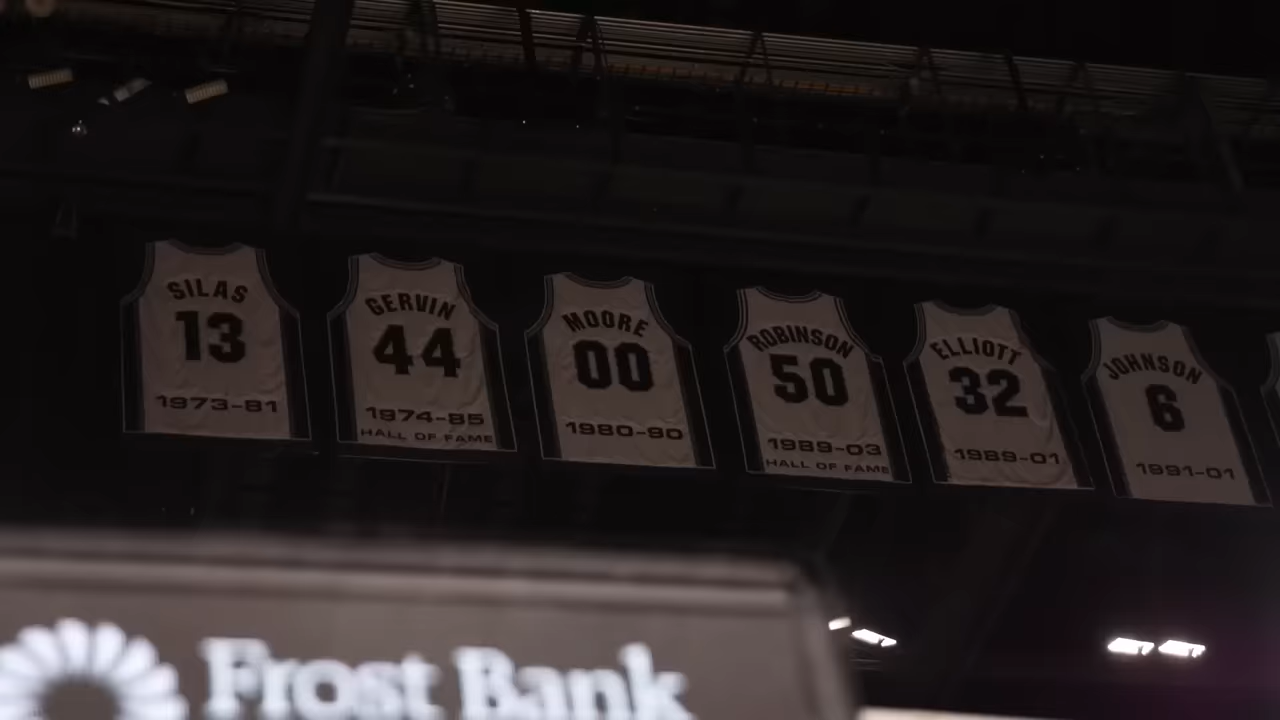 SILAS
13
1973-81
GERVIN
44
1974-85
HALL OF FAME
MOORE
00
1980-90
ROBINSON
50
1989-03
HALL OF FAME
ELLIOTT
32
1989-01
JOHNSON
6
1991-01
Frost Bank